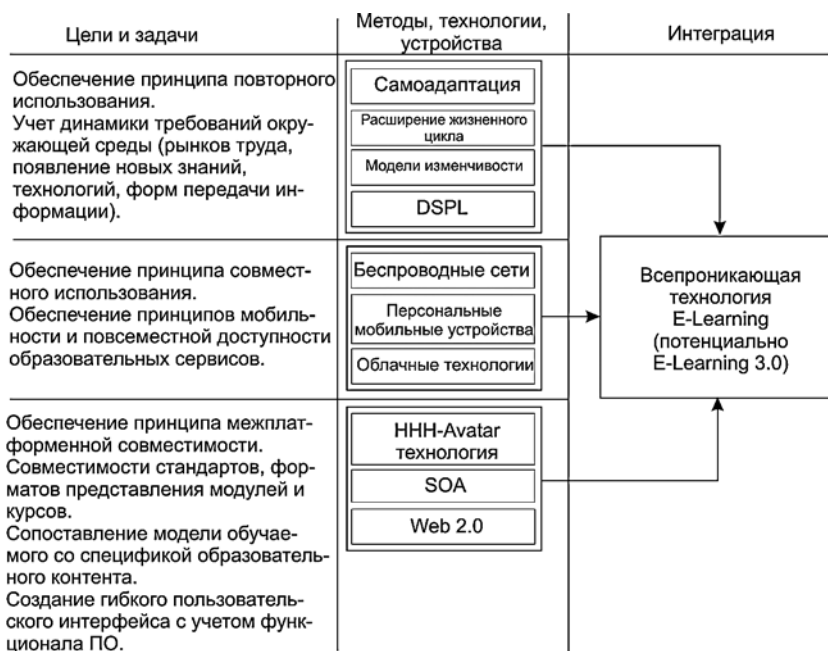 Цели и задачи
Методы, технологии,
устройства
Интеграция
Обеспечение принципа повторного
использования.
Учет динамики требований окру-
жающей среды (рынков труда,
появление новых знаний,
технологий, форм передачи ин-
формации).
Самоадаптация
Расширение жизненного
цикла
Модели изменчивости
DSPL
Обеспечение принципа совмест-
ного использования.
Обеспечение принципов мобиль-
ности и повсеместной доступности
образовательных сервисов.
Беспроводные сети
Персональные
мобильные устройства
Облачные технологии
Всепроникающая
технология
E-Learning
(потенциально
E-Learning 3.0)
Обеспечение принципа межплат-
форменной совместимости.
Совместимости стандартов, фор-
матов представления модулей и
курсов.
Сопоставление модели обучае-
мого со спецификой образователь-
ного контента.
Создание гибкого пользователь-
ского интерфейса с учетом функ-
ционала ПО.
HHH-Avatar
технология
SOA
Web 2.0